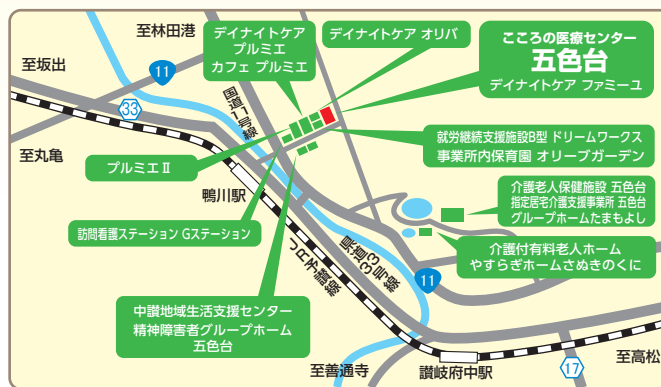 至林田港
デイナイトケア
プルミエ
カフェ プルミエ
デイナイトケア オリバ
こころの医療センター
五色台
デイナイトケア ファミーユ
至坂出
11
国道11号線
33
就労継続支援施設B型 ドリームワークス
事業所内保育園 オリーブガーデン
至丸亀
プルミエⅡ
鴨川駅
介護老人保健施設 五色台
指定居宅介護支援事業所 五色台
グループホームたまもよし
訪問看護ステーション Gステーション
介護付有料老人ホーム
やすらぎホームさぬきのくに
JR予讃線
県道33号線
11
中讃地域生活支援センター
精神障害者グループホーム
五色台
至善通寺
讃岐府中駅
17
至高松